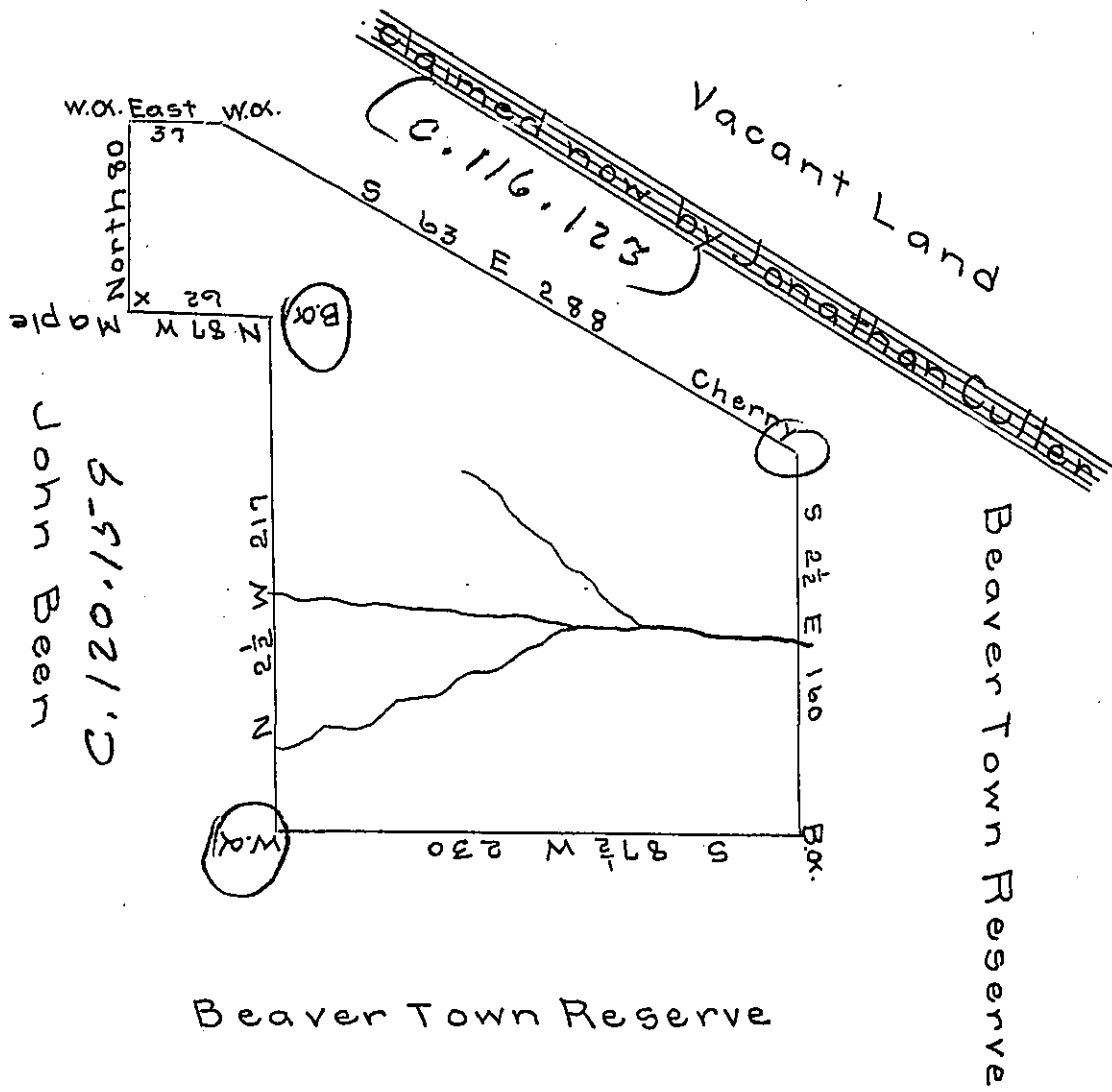 Vacant Land
Claimed now by Jonathan Cullen
(C.116.123)
W.O. East W.O.
37
North 80
Maple
X
N 87 W 62
B.O.
S 63 E 288
Cherry
S 2½ E 160
B.O.
S 87½ W 230
W.O.
N 2½ W 217
John Been
C.120.159
Beaver Town Reserve
Beaver Town Reserve